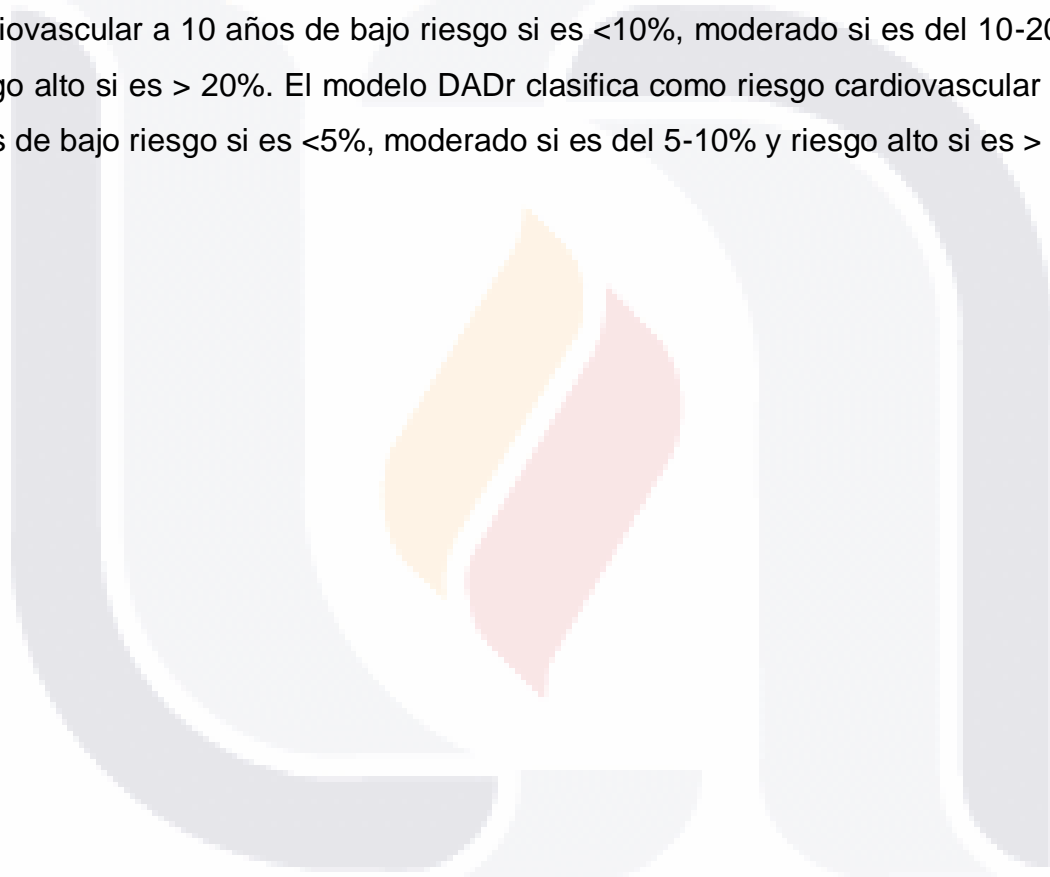 diovascular a 10 años de bajo riesgo si es <10%, moderado si es del 10-20
go alto si es > 20%. El modelo DADr clasifica como riesgo cardiovascular
s de bajo riesgo si es <5%, moderado si es del 5-10% y riesgo alto si es >